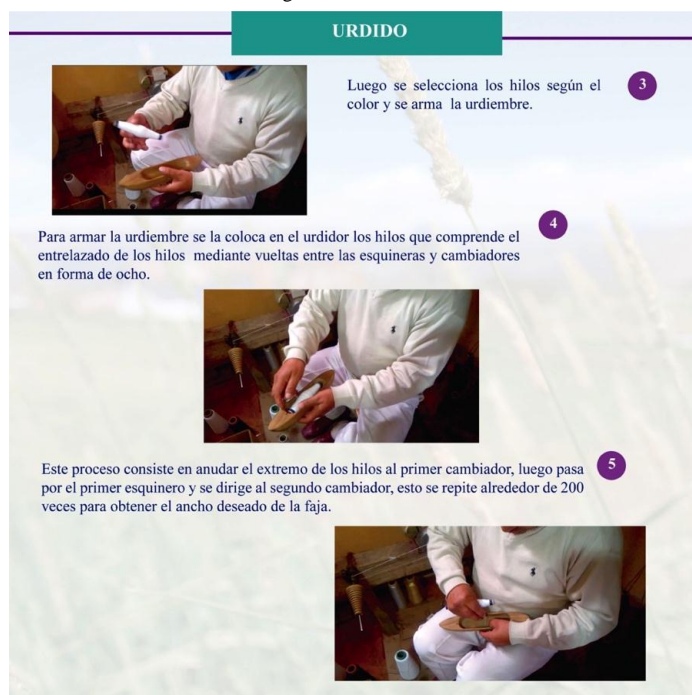 URDIDO
Luego se selecciona los hilos según el
color y se arma la urdiembre.
3
4
Para armar la urdiembre se la coloca en el urdidor los hilos que comprende el
entrelazado de los hilos mediante vueltas entre las esquineras y cambiadores
en forma de ocho.
5
Este proceso consiste en anudar el extremo de los hilos al primer cambiador, luego pasa
por el primer esquinero y se dirige al segundo cambiador, esto se repite alrededor de 200
veces para obtener el ancho deseado de la faja.